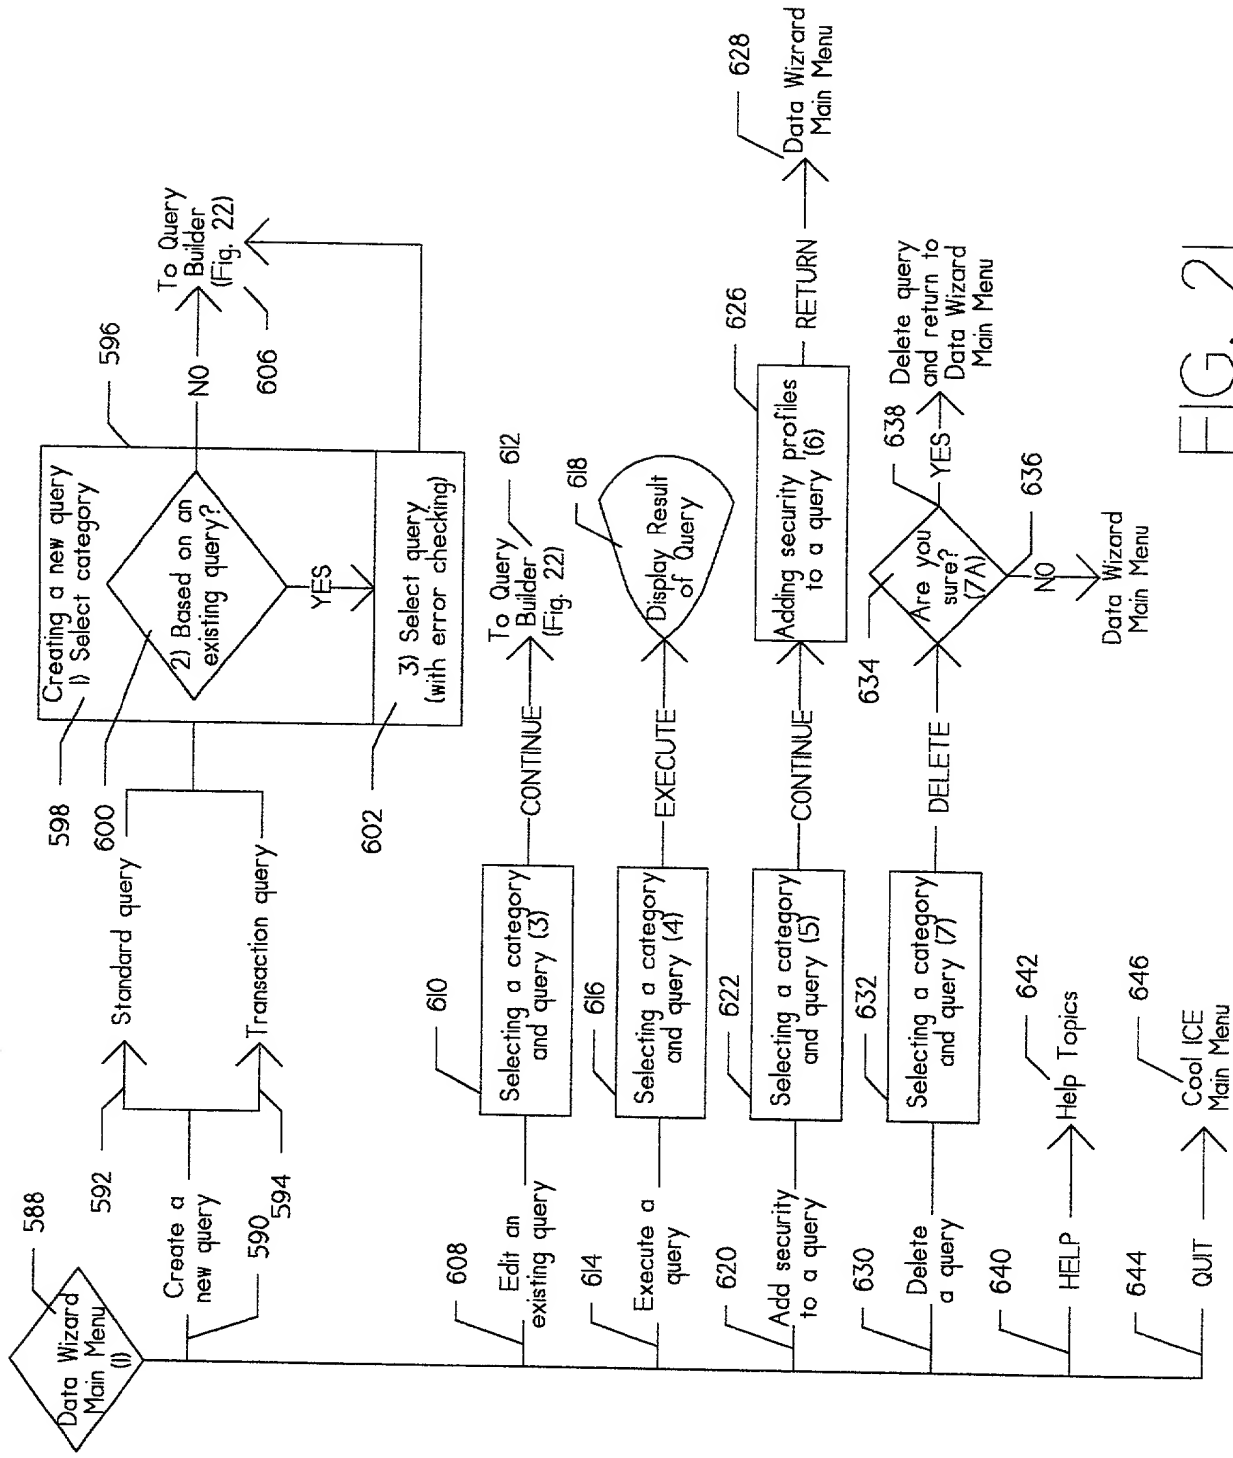 Data Wizard
Main Menu
(1)
588
Create a
new query
590
592
594
Standard query
Transaction query
598
600
602
Creating a new query
1) Select category
2) Based on an
existing query?
YES
3) Select query
(with error checking)
596
NO
To Query
Builder
(Fig. 22)
606
608
Edit an
existing query
610
Selecting a category
and query (3)
CONTINUE
To Query
Builder
(Fig. 22)
612
614
Execute a
query
616
Selecting a category
and query (4)
EXECUTE
Display Result
of Query
618
620
Add security
to a query
622
Selecting a category
and query (5)
CONTINUE
Adding security profiles
to a query (6)
626
RETURN
Data Wizrard
Main Menu
628
630
Delete
a query
632
Selecting a category
and query (7)
DELETE
634
Are you
sure?
(7A)
638
YES
Delete query
and return to
Data Wizard
Main Menu
636
NO
Data Wizard
Main Menu
640
HELP
642
Help Topics
644
QUIT
646
Cool ICE
Main Menu
FIG. 21